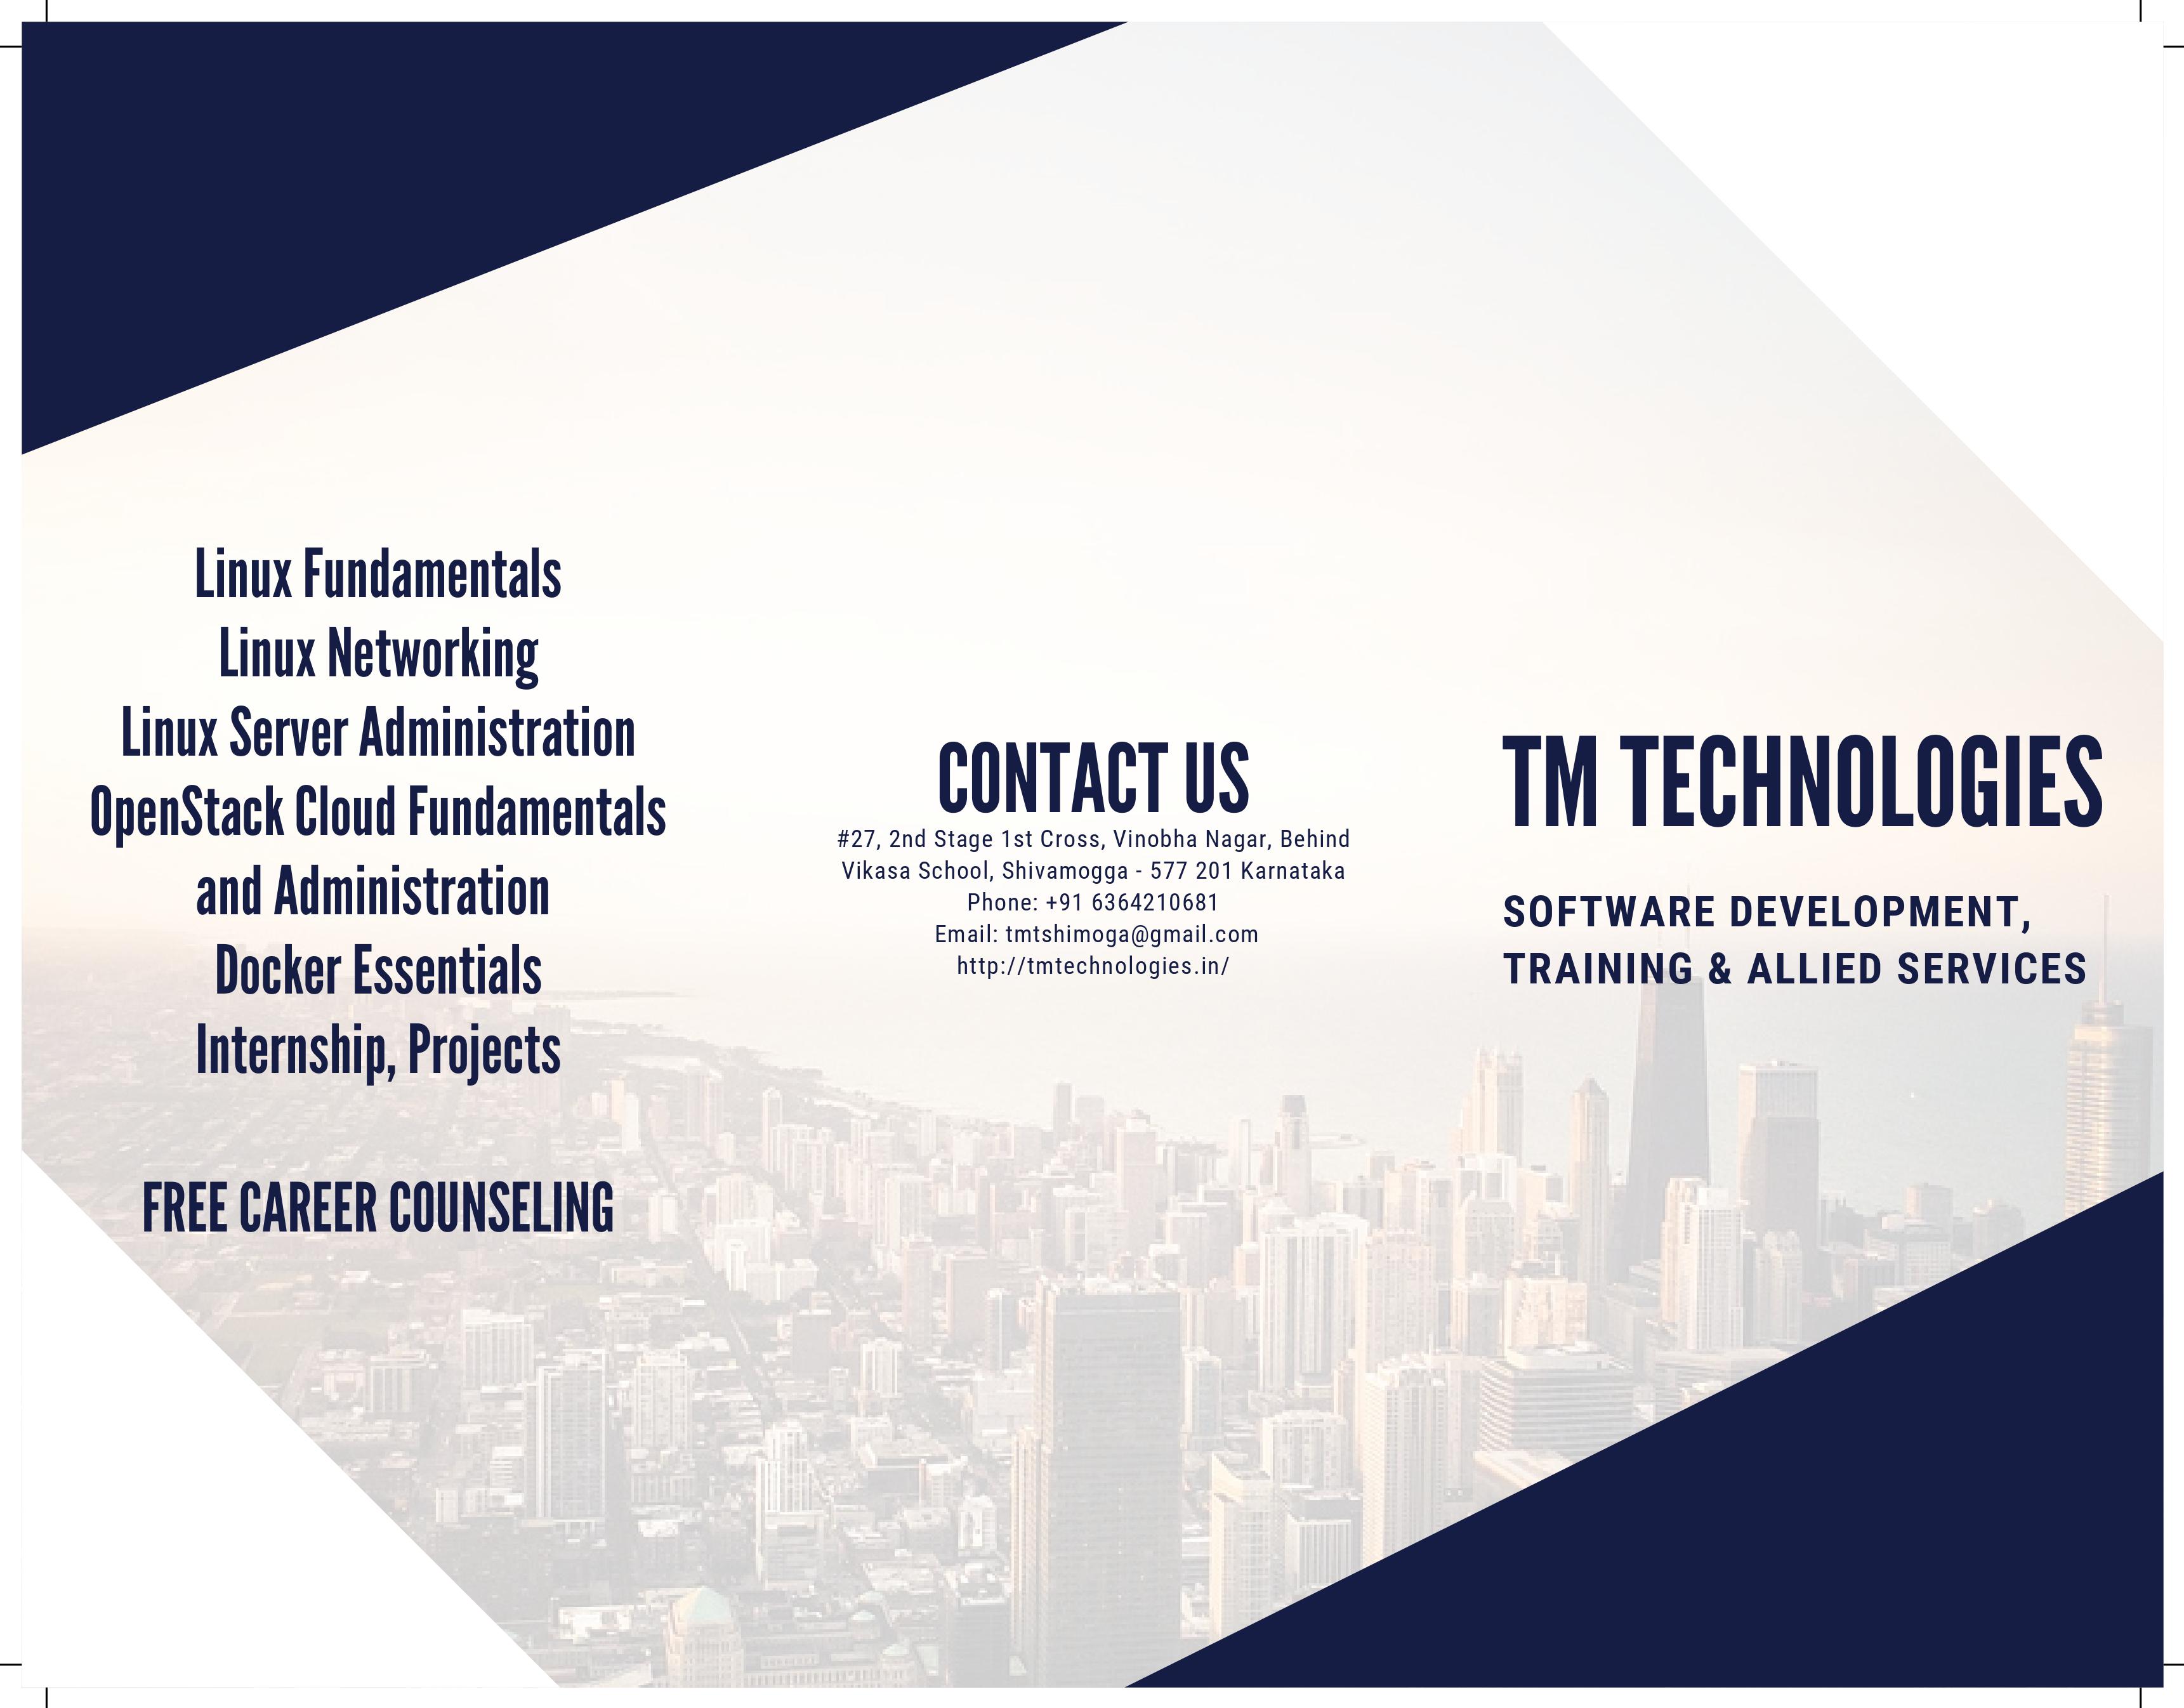 Linux Fundamentals
Linux Networking
Linux Server Administration
OpenStack Cloud Fundamentals
and Administration
Docker Essentials
Internship, Projects
FREE CAREER COUNSELING
CONTACT US
#27, 2nd Stage 1st Cross, Vinobha Nagar, Behind
Vikasa School, Shivamogga - 577 201 Karnataka
Phone: +91 6364210681
Email: tmtshimoga@gmail.com
http://tmtechnologies.in/
TM TECHNOLOGIES
SOFTWARE DEVELOPMENT,
TRAINING & ALLIED SERVICES